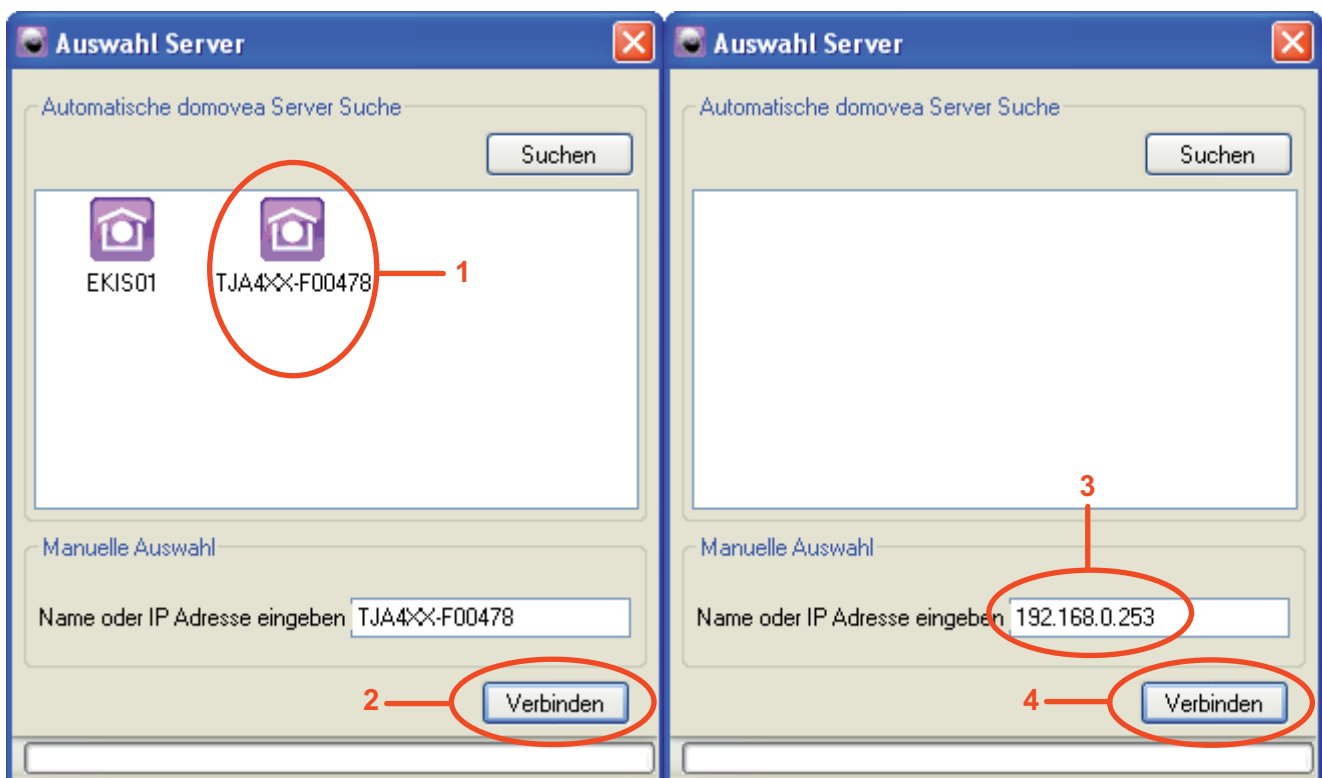 Auswahl Server
Automatische domovea Server Suche
Suchen
EKIS01
TJA4XX-F00478
1
Manuelle Auswahl
Name oder IP Adresse eingeben TJA4XX-F00478
2
Verbinden
Auswahl Server
Automatische domovea Server Suche
Suchen
3
Manuelle Auswahl
Name oder IP Adresse eingeben 192.168.0.253
4
Verbinden